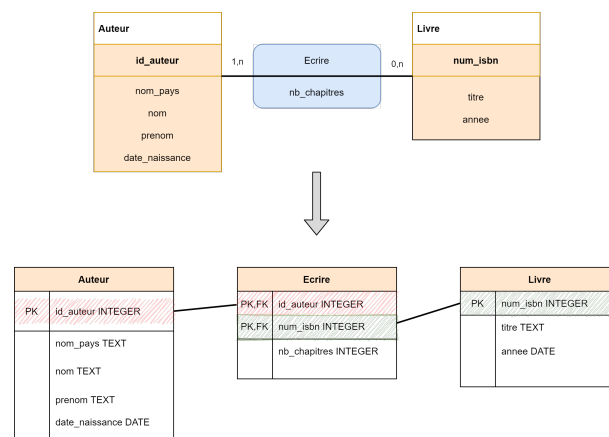 Auteur
id_auteur
nom_pays
nom
prenom
date_naissance
1,n
Ecrire
nb_chapitres
0,n
Livre
num_isbn
titre
annee
Auteur
PK id_auteur INTEGER
nom_pays TEXT
nom TEXT
prenom TEXT
date_naissance DATE
Ecrire
PK,FK id_auteur INTEGER
PK,FK num_isbn INTEGER
nb_chapitres INTEGER
Livre
PK num_isbn INTEGER
titre TEXT
annee DATE